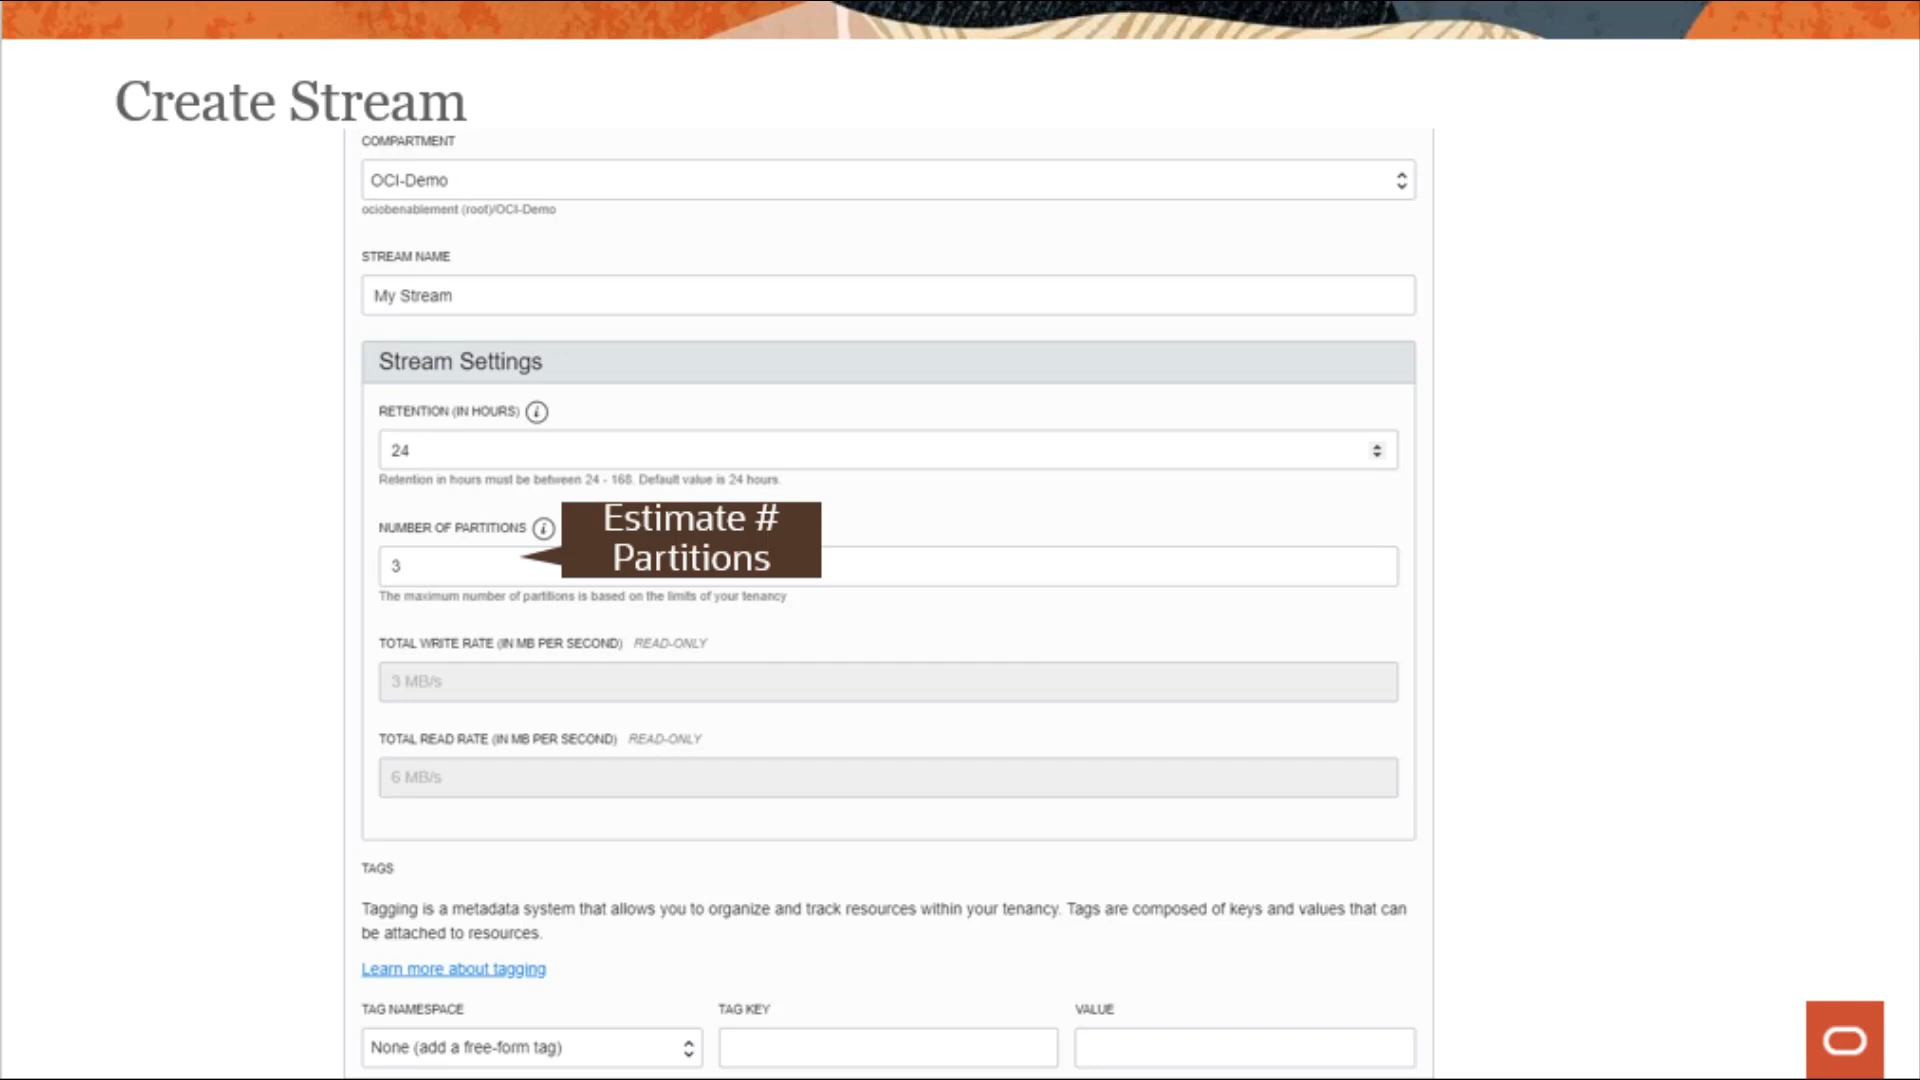 Create Stream
COMPARTMENT
OCI-Demo
ociobenablement (root)/OCI-Demo
STREAM NAME
My Stream
Stream Settings
RETENTION (IN HOURS) i
24
Retention in hours must be between 24 - 168. Default value is 24 hours.
NUMBER OF PARTITIONS i
Estimate #
Partitions
3
The maximum number of partitions is based on the limits of your tenancy
TOTAL WRITE RATE (IN MB PER SECOND) READ-ONLY
3 MB/s
TOTAL READ RATE (IN MB PER SECOND) READ-ONLY
6 MB/s
TAGS
Tagging is a metadata system that allows you to organize and track resources within your tenancy. Tags are composed of keys and values that can
be attached to resources.
Learn more about tagging
TAG NAMESPACE TAG KEY VALUE
None (add a free-form tag)